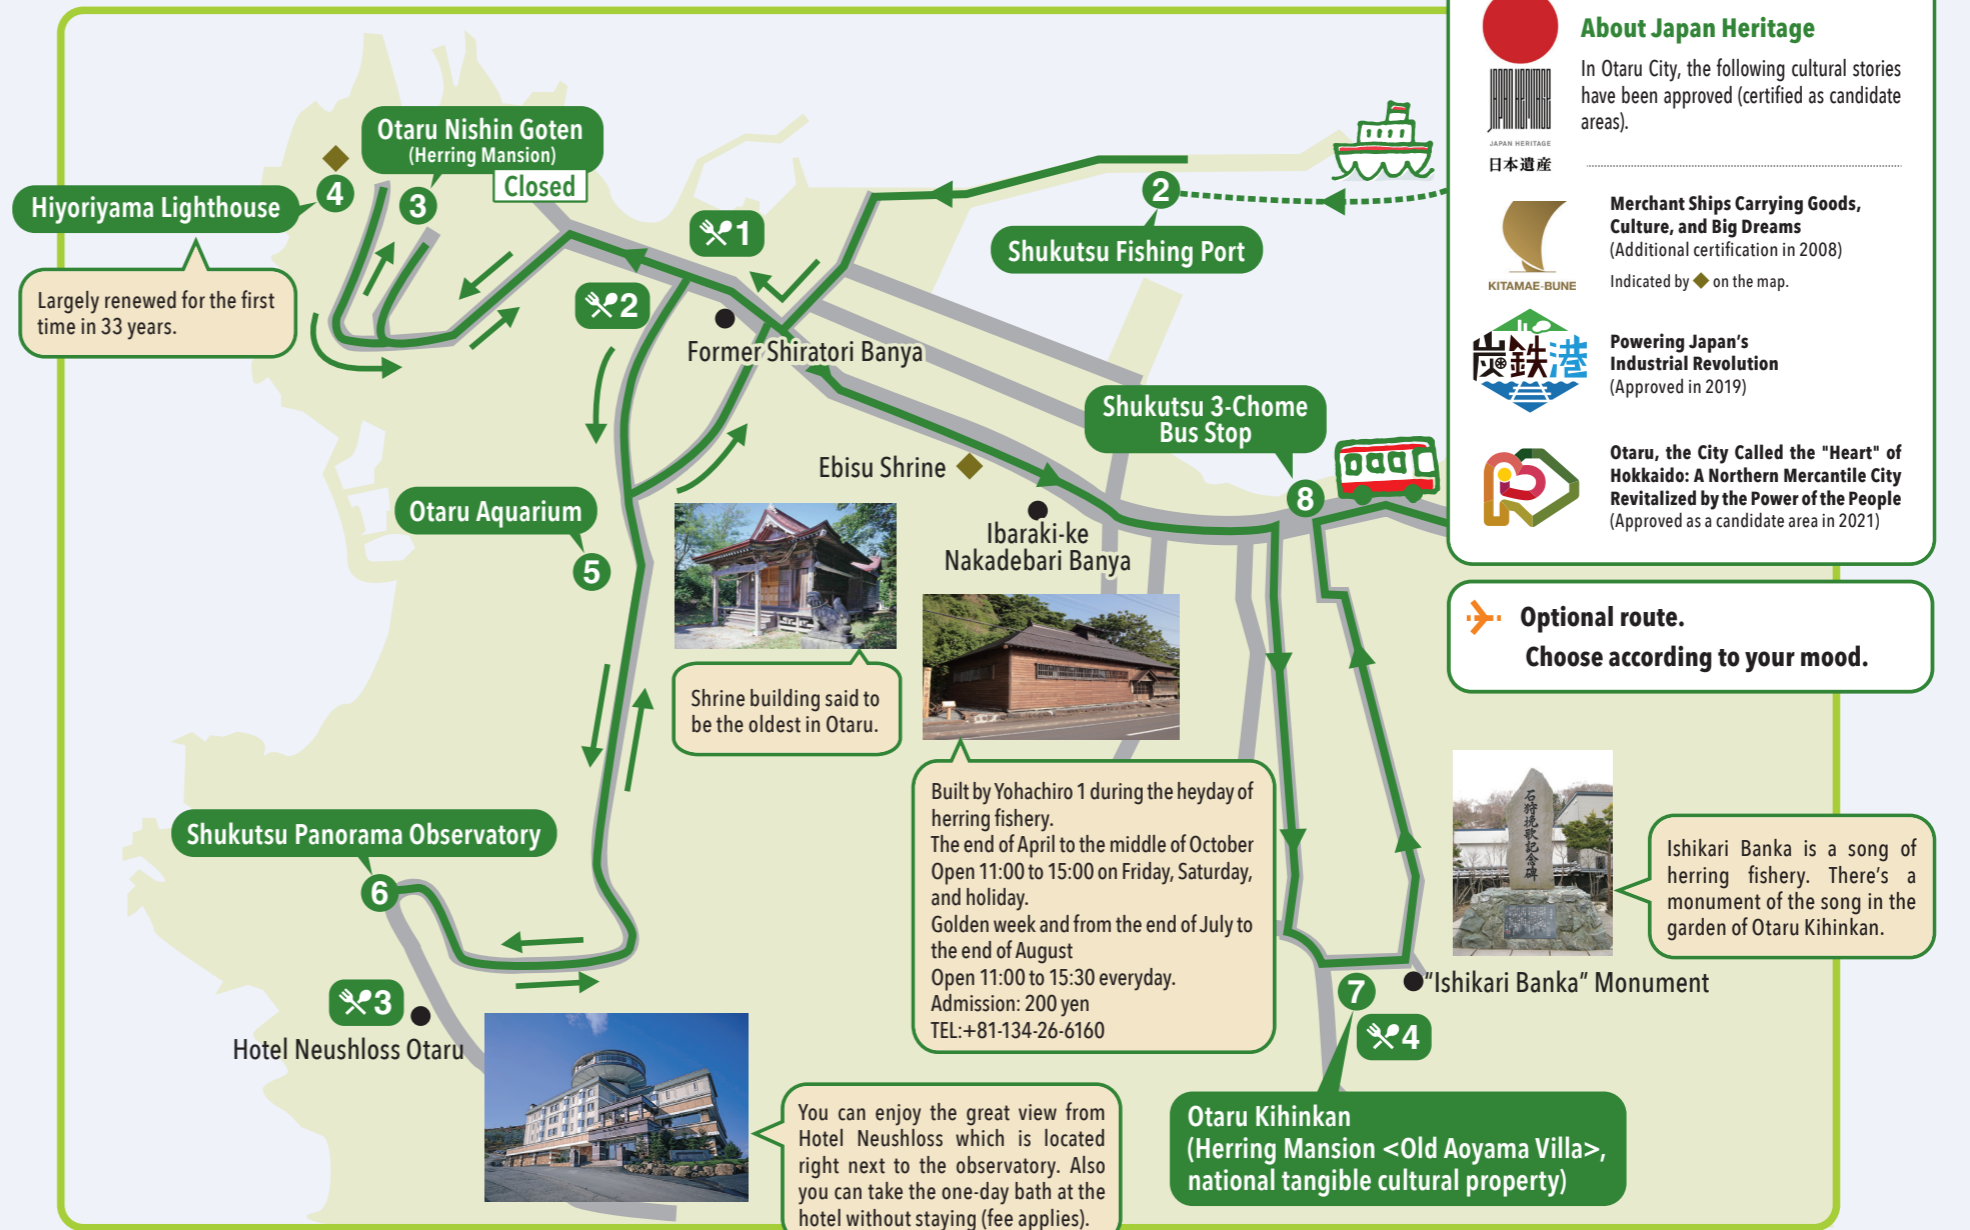 Otaru Nishin Goten
(Herring Mansion)
Closed
Hiyoriyama Lighthouse
4
3
Largely renewed for the first
time in 33 years.
1
2
2
Shukutsu Fishing Port
Former Shiratori Banya
Shukutsu 3-Chome
Bus Stop
8
Ebisu Shrine
Ibaraki-ke
Nakadebari Banya
Otaru Aquarium
5
Shrine building said to
be the oldest in Otaru.
Built by Yohachiro 1 during the heyday of
herring fishery.
The end of April to the middle of October
Open 11:00 to 15:00 on Friday, Saturday,
and holiday.
Golden week and from the end of July to
the end of August
Open 11:00 to 15:30 everyday.
Admission: 200 yen
TEL:+81-134-26-6160
Shukutsu Panorama Observatory
6
3
Hotel Neushloss Otaru
You can enjoy the great view from
Hotel Neushloss which is located
right next to the observatory. Also
you can take the one-day bath at the
hotel without staying (fee applies).
7
4
"Ishikari Banka" Monument
Otaru Kihinkan
(Herring Mansion <Old Aoyama Villa>,
national tangible cultural property)
石狩挽歌記念碑
Ishikari Banka is a song of
herring fishery. There's a
monument of the song in the
garden of Otaru Kihinkan.
About Japan Heritage
In Otaru City, the following cultural stories
have been approved (certified as candidate
areas).
JAPAN HERITAGE
JAPAN HERITAGE
日本遺産
Merchant Ships Carrying Goods,
Culture, and Big Dreams
(Additional certification in 2008)
Indicated by ◆ on the map.
KITAMAE-BUNE
炭鉄港
Powering Japan's
Industrial Revolution
(Approved in 2019)
Otaru, the City Called the "Heart" of
Hokkaido: A Northern Mercantile City
Revitalized by the Power of the People
(Approved as a candidate area in 2021)
Optional route.
Choose according to your mood.